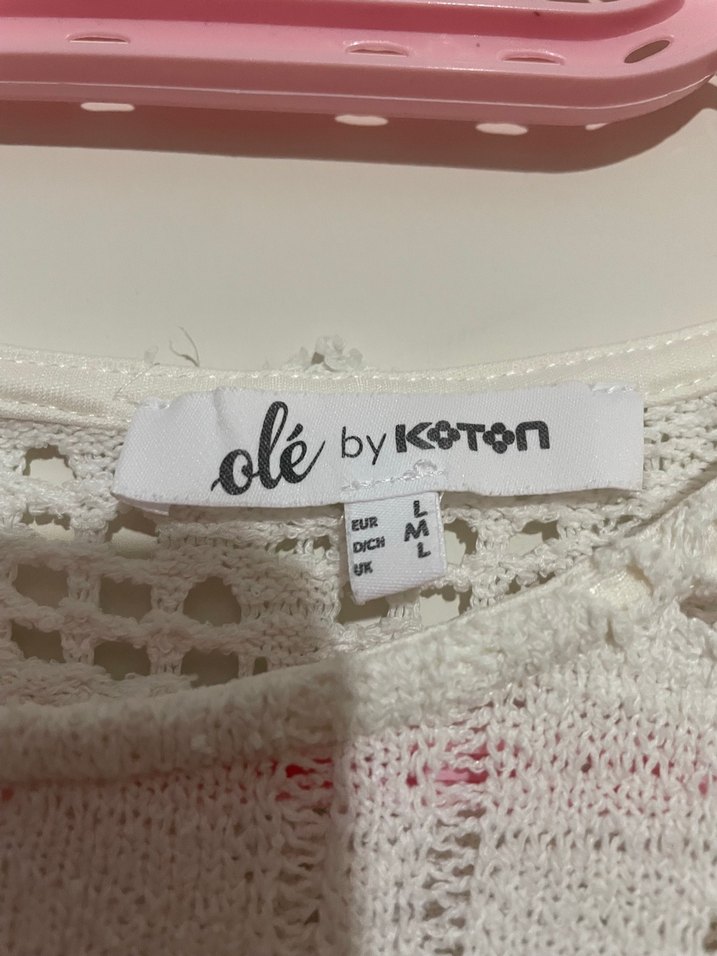 olé by KOTON
EUR L
D/CH M
UK L